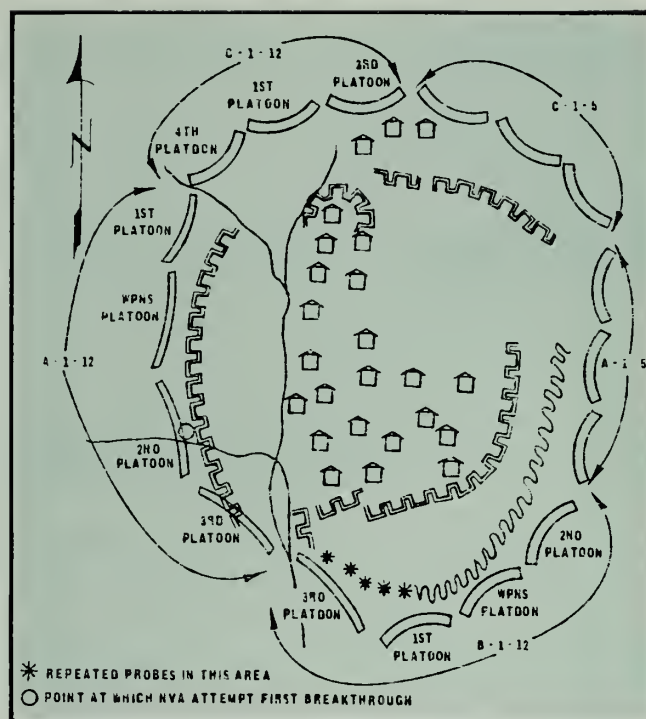 C-1-12
3RD
PLATOON
1ST
PLATOON
C-1-5
4TH
PLATOON
N
1ST
PLATOON
WPNS
PLATOON
A-1-12
A-1-5
2ND
PLATOON
3RD
PLATOON
2ND
PLATOON
3RD
PLATOON
WPNS
PLATOON
1ST
PLATOON
B-1-12
REPEATED PROBES IN THIS AREA
POINT AT WHICH NVA ATTEMPT FIRST BREAKTHROUGH